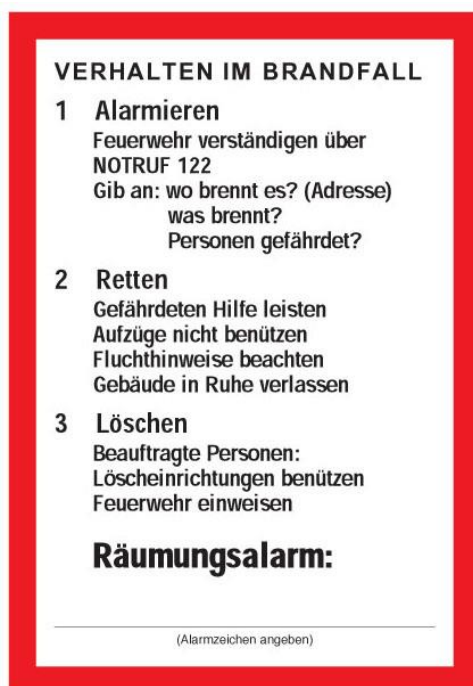 VERHALTEN IM BRANDFALL
1 Alarmieren
Feuerwehr verständigen über
NOTRUF 122
Gib an: wo brennt es? (Adresse)
was brennt?
Personen gefährdet?
2 Retten
Gefährdeten Hilfe leisten
Aufzüge nicht benützen
Fluchthinweise beachten
Gebäude in Ruhe verlassen
3 Löschen
Beauftragte Personen:
Löscheinrichtungen benützen
Feuerwehr einweisen
Räumungsalarm:
(Alarmzeichen angeben)